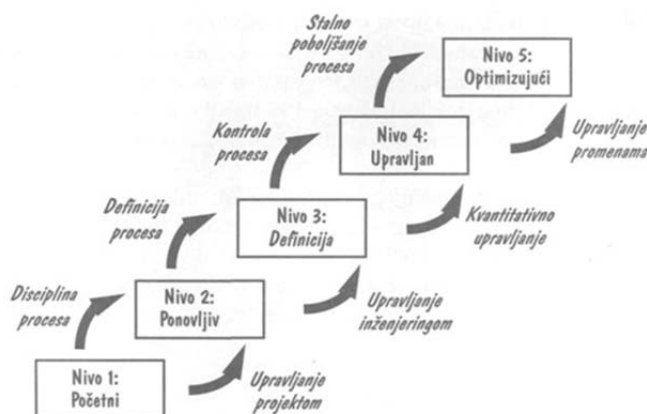 Stalno
poboljšanje
procesa
Nivo 5:
Optimizujući
Kontrola
procesa
Nivo 4:
Upravljan
Upravljanje
promenama
Definicija
procesa
Nivo 3:
Definicija
Kvantitativno
upravljanje
Disciplina
procesa
Nivo 2:
Ponovljiv
Upravljanje
inženjeringom
Nivo 1:
Početni
Upravljanje
projektom